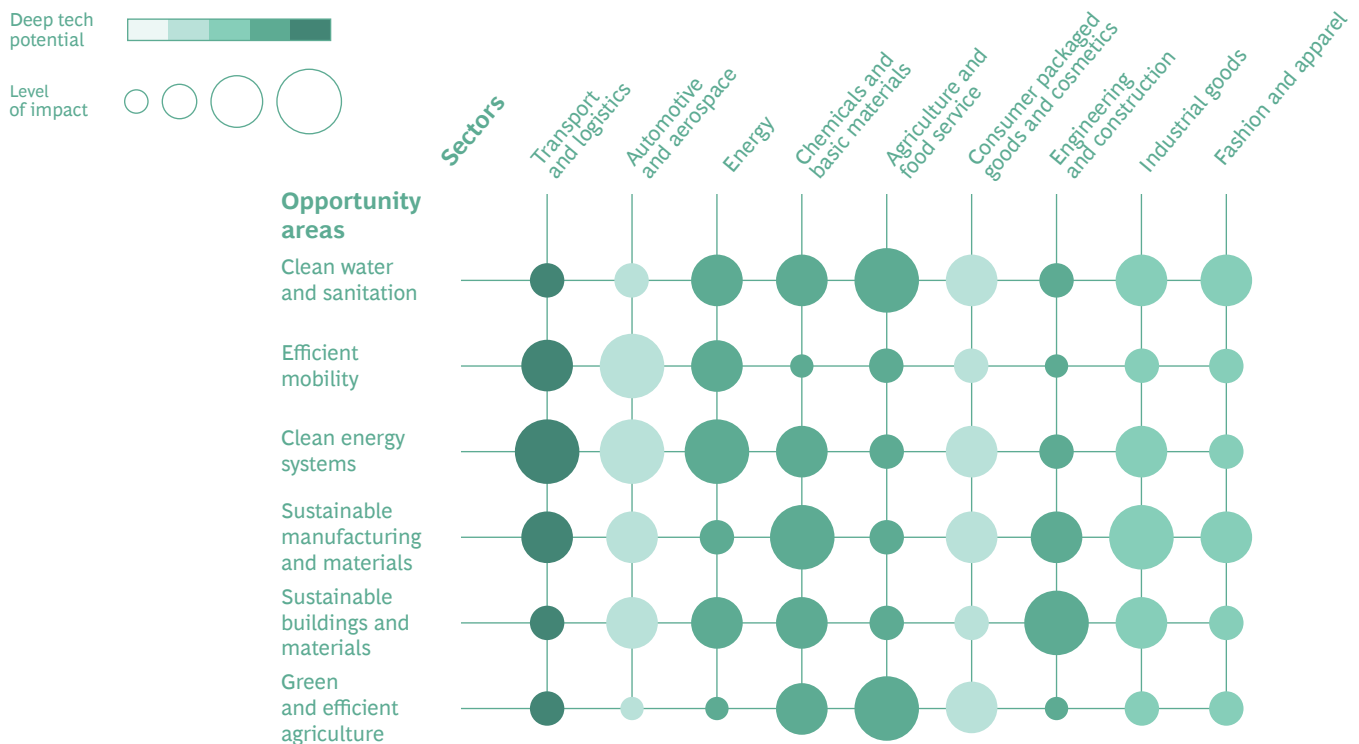 Deep tech
potential
Level
of impact
Sectors
Transport
and logistics
Automotive
and aerospace
Energy
Chemicals and
basic materials
Agriculture and
food service
Consumer packaged
goods and cosmetics
Engineering
and construction
Industrial goods
Fashion and apparel
Opportunity
areas
Clean water
and sanitation
Efficient
mobility
Clean energy
systems
Sustainable
manufacturing
and materials
Sustainable
buildings and
materials
Green
and efficient
agriculture